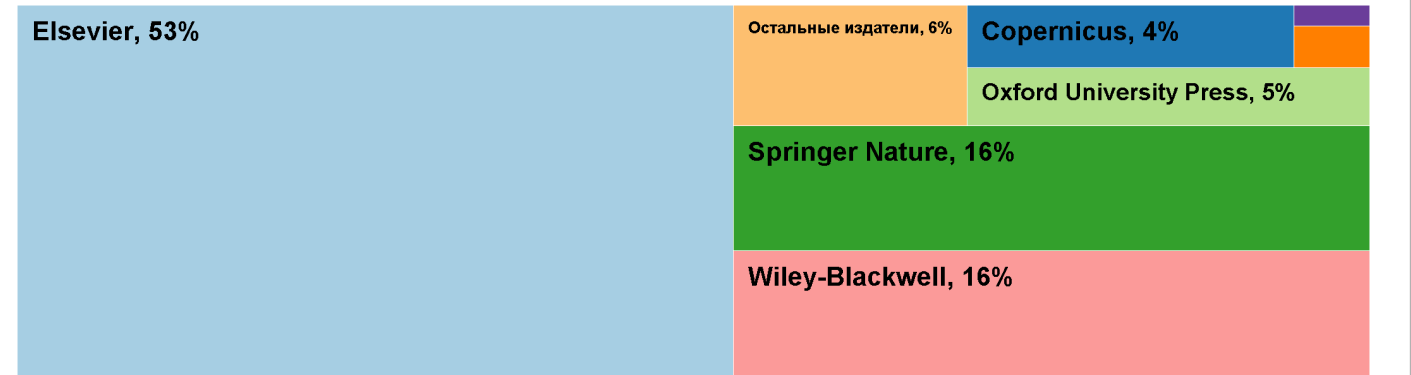 Elsevier, 53%
Остальные издатели, 6%
Copernicus, 4%
Oxford University Press, 5%
Springer Nature, 16%
Wiley-Blackwell, 16%